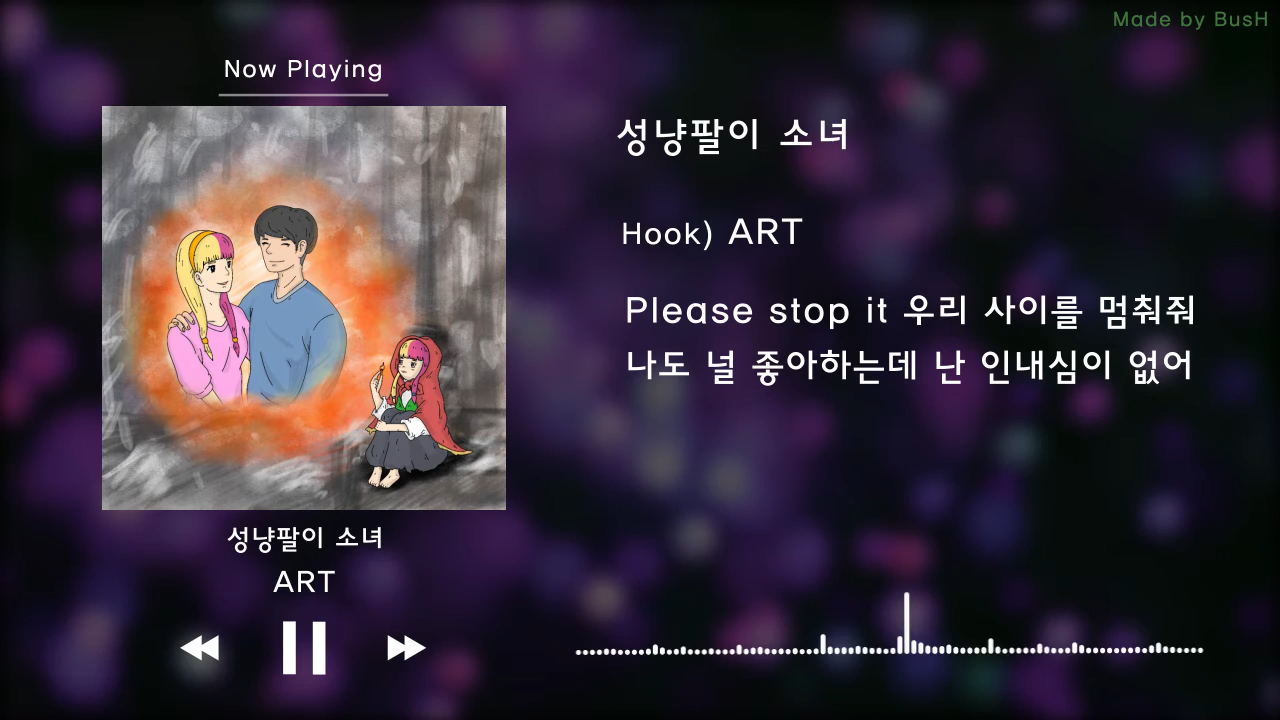 Made by BusH
Now Playing
성냥팔이 소녀
ART
성냥팔이 소녀
Hook) ART
Please stop it 우리 사이를 멈춰줘
나도 널 좋아하는데 난 인내심이 없어